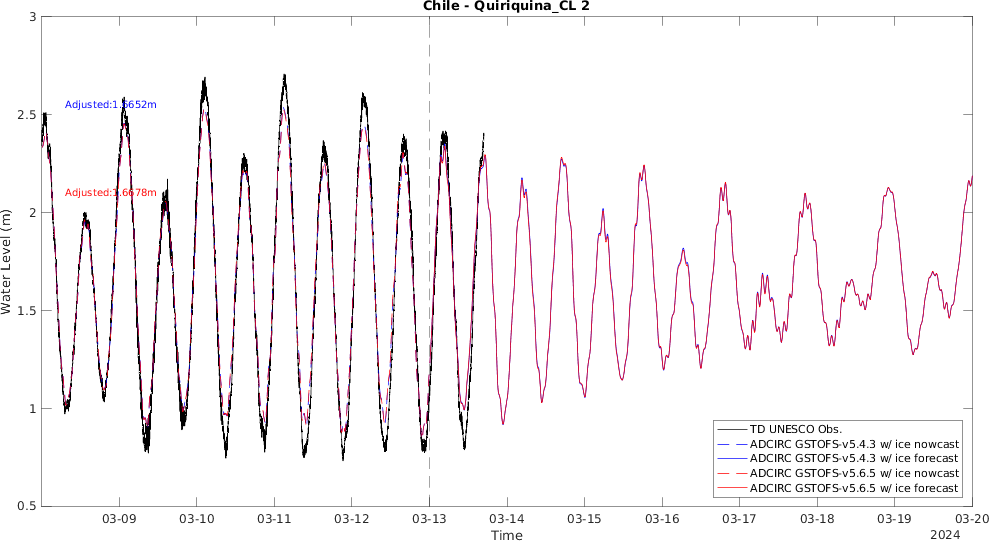 Chile - Quiriquina_CL 2
3
2.5
2
1.5
1
0.5
Water Level (m)
Adjusted:1.6652m
Adjusted:1.6678m
TD UNESCO Obs.
ADCIRC GSTOFS-v5.4.3 w/ ice nowcast
ADCIRC GSTOFS-v5.4.3 w/ ice forecast
ADCIRC GSTOFS-v5.6.5 w/ ice nowcast
ADCIRC GSTOFS-v5.6.5 w/ ice forecast
03-09 03-10 03-11 03-12 03-13 03-14 03-15 03-16 03-17 03-18 03-19 03-20
Time
2024